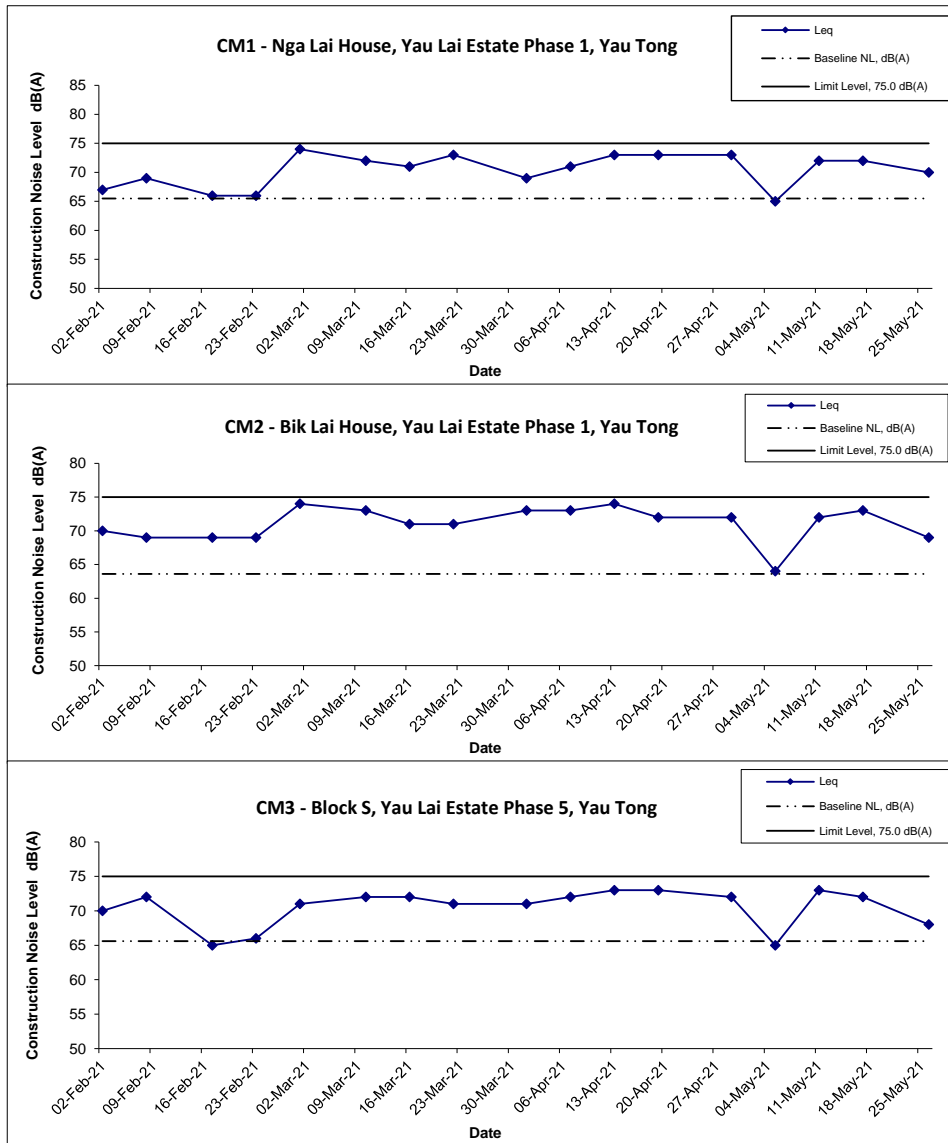 CM1 - Nga Lai House, Yau Lai Estate Phase 1, Yau Tong
Leq
Baseline NL, dB(A)
Limit Level, 75.0 dB(A)
Construction Noise Level dB(A)
85
80
75
70
65
60
55
50
02-Feb-21
09-Feb-21
16-Feb-21
23-Feb-21
02-Mar-21
09-Mar-21
16-Mar-21
23-Mar-21
30-Mar-21
06-Apr-21
13-Apr-21
20-Apr-21
27-Apr-21
04-May-21
11-May-21
18-May-21
25-May-21
Date
CM2 - Bik Lai House, Yau Lai Estate Phase 1, Yau Tong
Leq
Baseline NL, dB(A)
Limit Level, 75.0 dB(A)
Construction Noise Level dB(A)
80
75
70
65
60
55
50
02-Feb-21
09-Feb-21
16-Feb-21
23-Feb-21
02-Mar-21
09-Mar-21
16-Mar-21
23-Mar-21
30-Mar-21
06-Apr-21
13-Apr-21
20-Apr-21
27-Apr-21
04-May-21
11-May-21
18-May-21
25-May-21
Date
CM3 - Block S, Yau Lai Estate Phase 5, Yau Tong
Leq
Baseline NL, dB(A)
Limit Level, 75.0 dB(A)
Construction Noise Level dB(A)
80
75
70
65
60
55
50
02-Feb-21
09-Feb-21
16-Feb-21
23-Feb-21
02-Mar-21
09-Mar-21
16-Mar-21
23-Mar-21
30-Mar-21
06-Apr-21
13-Apr-21
20-Apr-21
27-Apr-21
04-May-21
11-May-21
18-May-21
25-May-21
Date